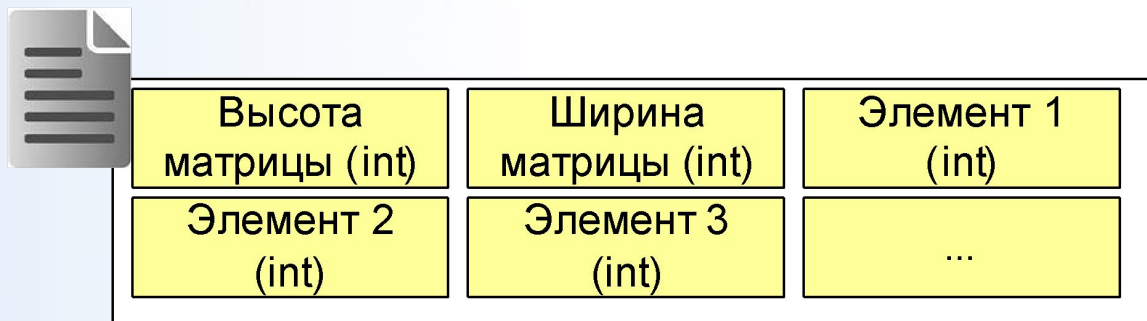 Высота
матрицы (int)
Ширина
матрицы (int)
Элемент 1
(int)
Элемент 2
(int)
Элемент 3
(int)
...